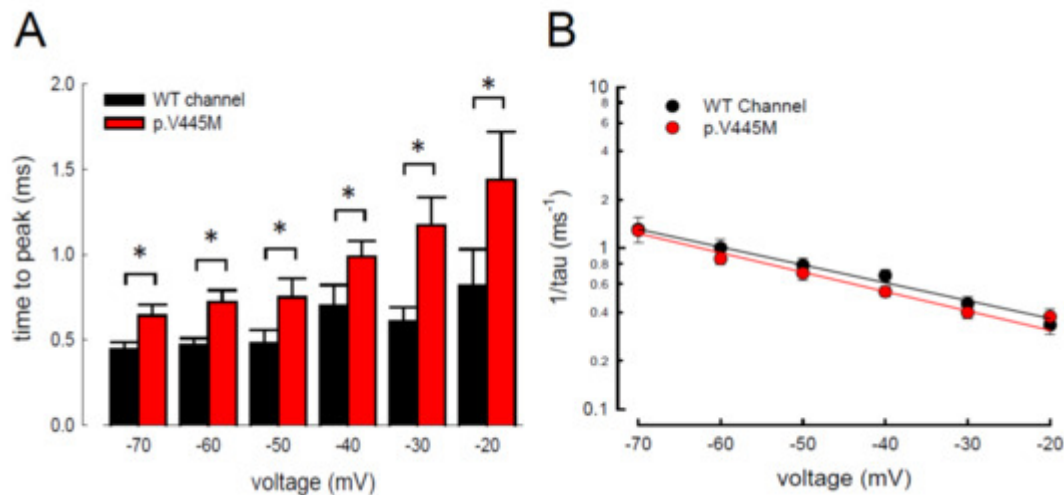 A
B
2.0
WT channel
p.V445M
*
*
*
*
*
*
1.5
1.0
0.5
0.0
time to peak (ms)
-70 -60 -50 -40 -30 -20
voltage (mV)
10
8
6
4
2
1
0.8
0.6
0.4
0.2
0.1
WT Channel
p.V445M
1/tau (ms⁻¹)
-70 -60 -50 -40 -30 -20
voltage (mV)